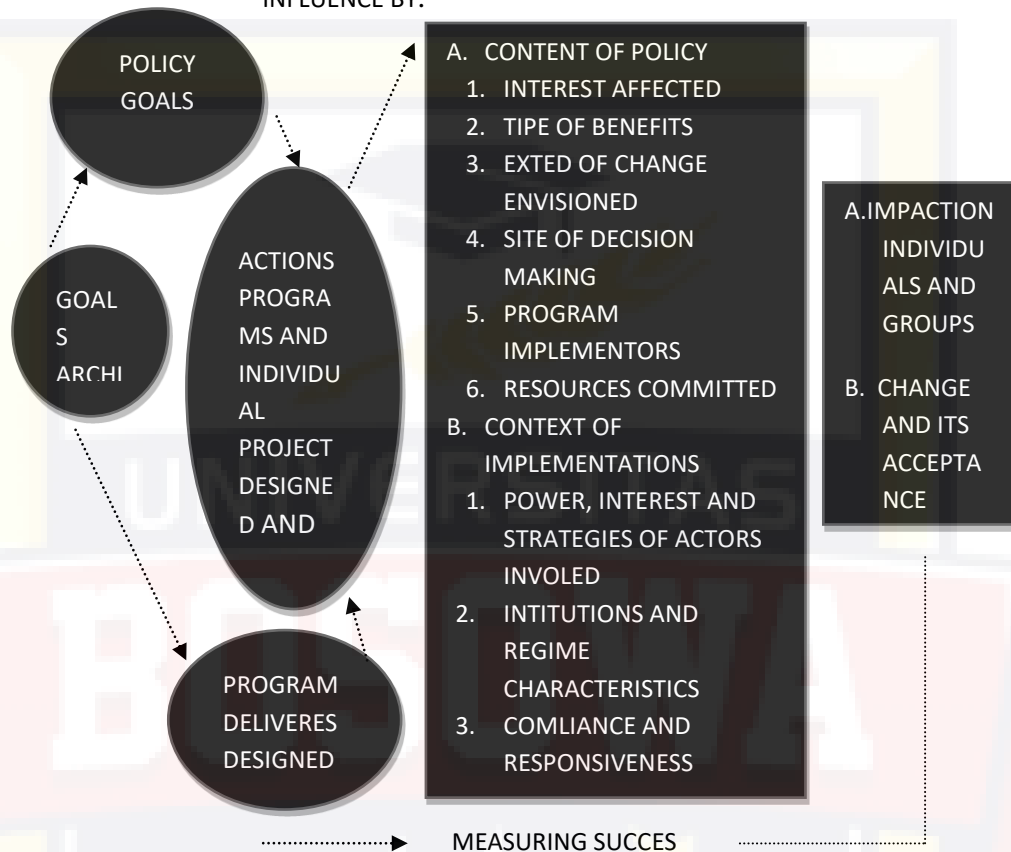 INFLUENCE BY:
POLICY
GOALS
GOAL
S
ARCHI
ACTIONS
PROGRA
MS AND
INDIVIDU
AL
PROJECT
DESIGNE
D AND
PROGRAM
DELIVERES
DESIGNED
A. CONTENT OF POLICY
1. INTEREST AFFECTED
2. TIPE OF BENEFITS
3. EXTED OF CHANGE
ENVISIONED
4. SITE OF DECISION
MAKING
5. PROGRAM
IMPLEMENTORS
6. RESOURCES COMMITTED
B. CONTEXT OF
IMPLEMENTATIONS
1. POWER, INTEREST AND
STRATEGIES OF ACTORS
INVOLED
2. INTITUTIONS AND
REGIME
CHARACTERISTICS
3. COMLIANCE AND
RESPONSIVENESS
A.IMPACTION
INDIVIDU
ALS AND
GROUPS
B. CHANGE
AND ITS
ACCEPTA
NCE
MEASURING SUCCES
UNIVERSITAS
BOSOWA